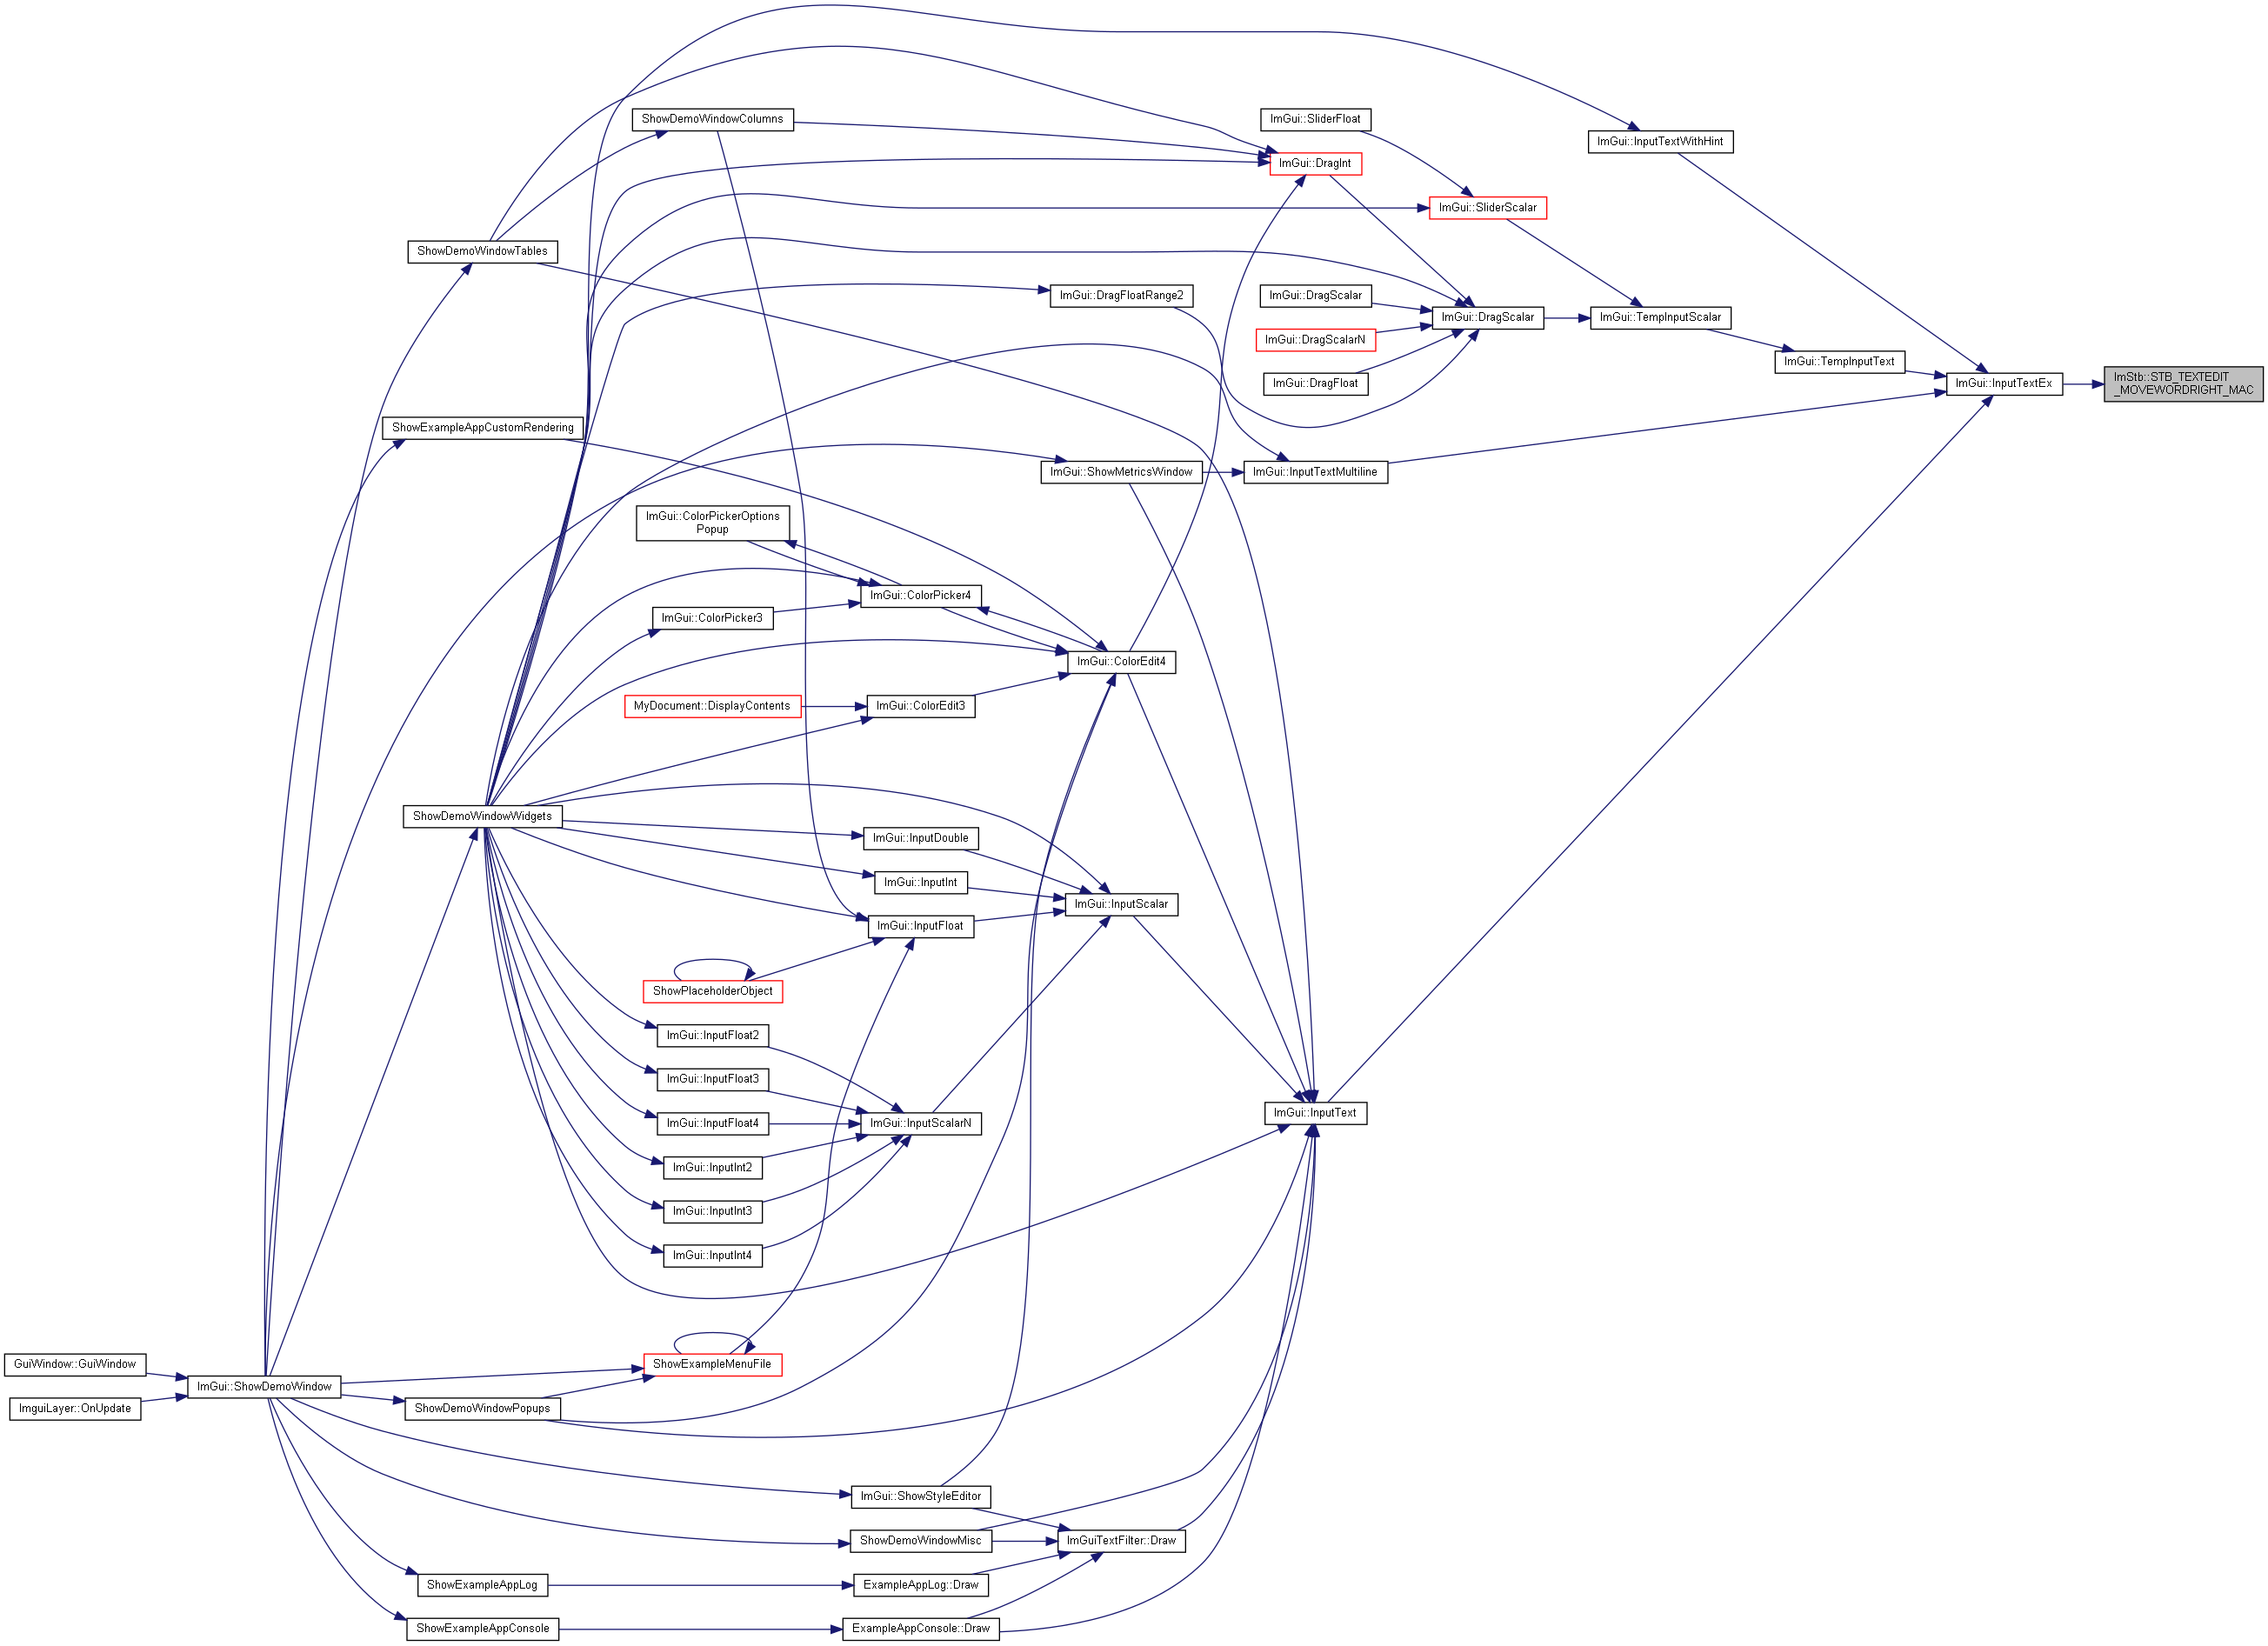 ShowDemoWindowColumns
ImGui::SliderFloat
ImGui::InputTextWithHint
ImGui::DragInt
ImGui::SliderScalar
ShowDemoWindowTables
ImGui::DragFloatRange2
ImGui::DragScalar
ImGui::DragScalar
ImGui::TempInputScalar
ImGui::DragScalarN
ImGui::TempInputText
ImGui::DragFloat
ImGui::InputTextEx
ImStb::STB_TEXTEDIT
_MOVEWORDRIGHT_MAC
ShowExampleAppCustomRendering
ImGui::ShowMetricsWindow
ImGui::InputTextMultiline
ImGui::ColorPickerOptions
Popup
ImGui::ColorPicker4
ImGui::ColorPicker3
ImGui::ColorEdit4
MyDocument::DisplayContents
ImGui::ColorEdit3
ShowDemoWindowWidgets
ImGui::InputDouble
ImGui::InputInt
ImGui::InputScalar
ImGui::InputFloat
ShowPlaceholderObject
ImGui::InputFloat2
ImGui::InputFloat3
ImGui::InputFloat4
ImGui::InputScalarN
ImGui::InputText
ImGui::InputInt2
ImGui::InputInt3
ImGui::InputInt4
GuiWindow::GuiWindow
ShowExampleMenuFile
ImGui::ShowDemoWindow
ImguiLayer::OnUpdate
ShowDemoWindowPopups
ImGui::ShowStyleEditor
ShowDemoWindowMisc
ImGuiTextFilter::Draw
ShowExampleAppLog
ExampleAppLog::Draw
ShowExampleAppConsole
ExampleAppConsole::Draw